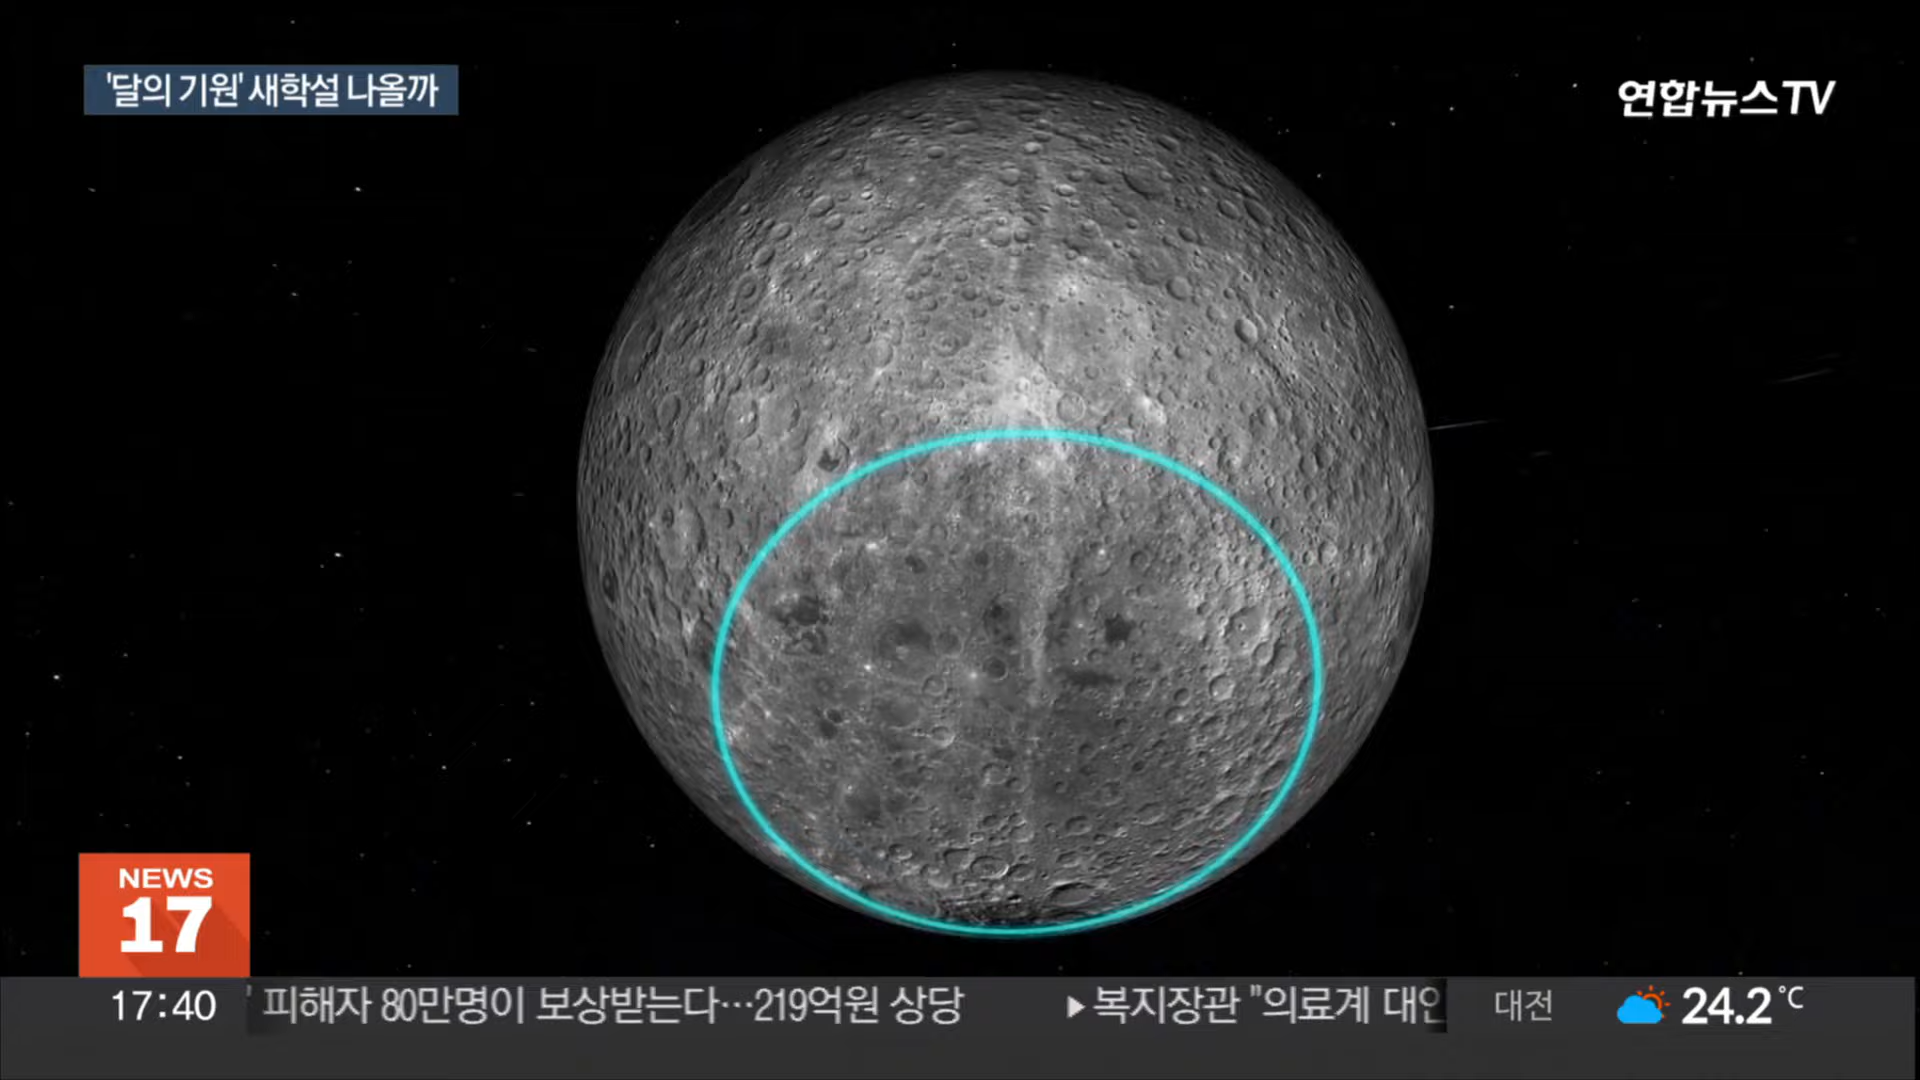 '달의 기원' 새학설 나올까
연합뉴스TV
NEWS
17
17:40
' 피해자 80만명이 보상받는다…219억원 상당
▶복지장관 "의료계 대안
대전
24.2℃